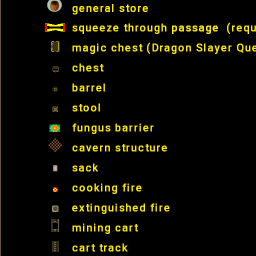 general store
squeeze through passage (requ
magic chest (Dragon Slayer Que
chest
barrel
stool
fungus barrier
cavern structure
sack
cooking fire
extinguished fire
mining cart
cart track